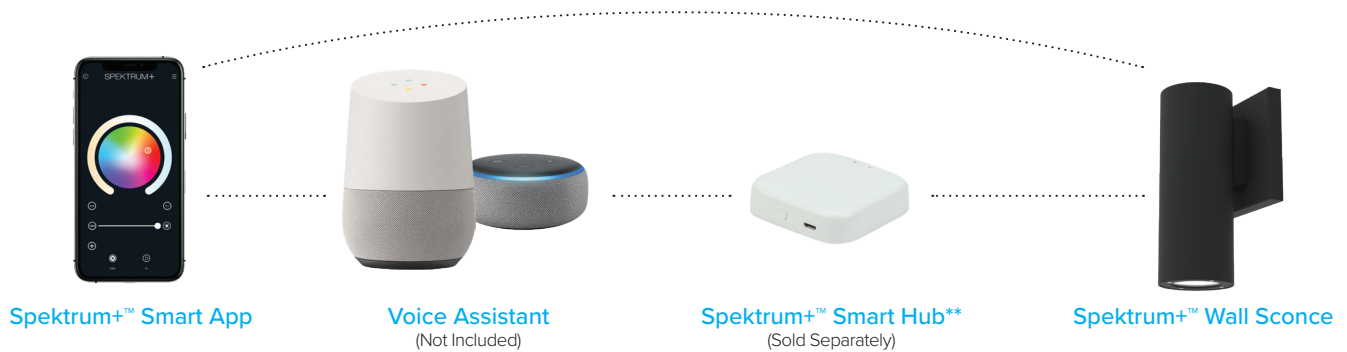 SPEKTRUM+
Spektrum+™ Smart App
Voice Assistant
(Not Included)
Spektrum+™ Smart Hub**
(Sold Separately)
Spektrum+™ Wall Sconce